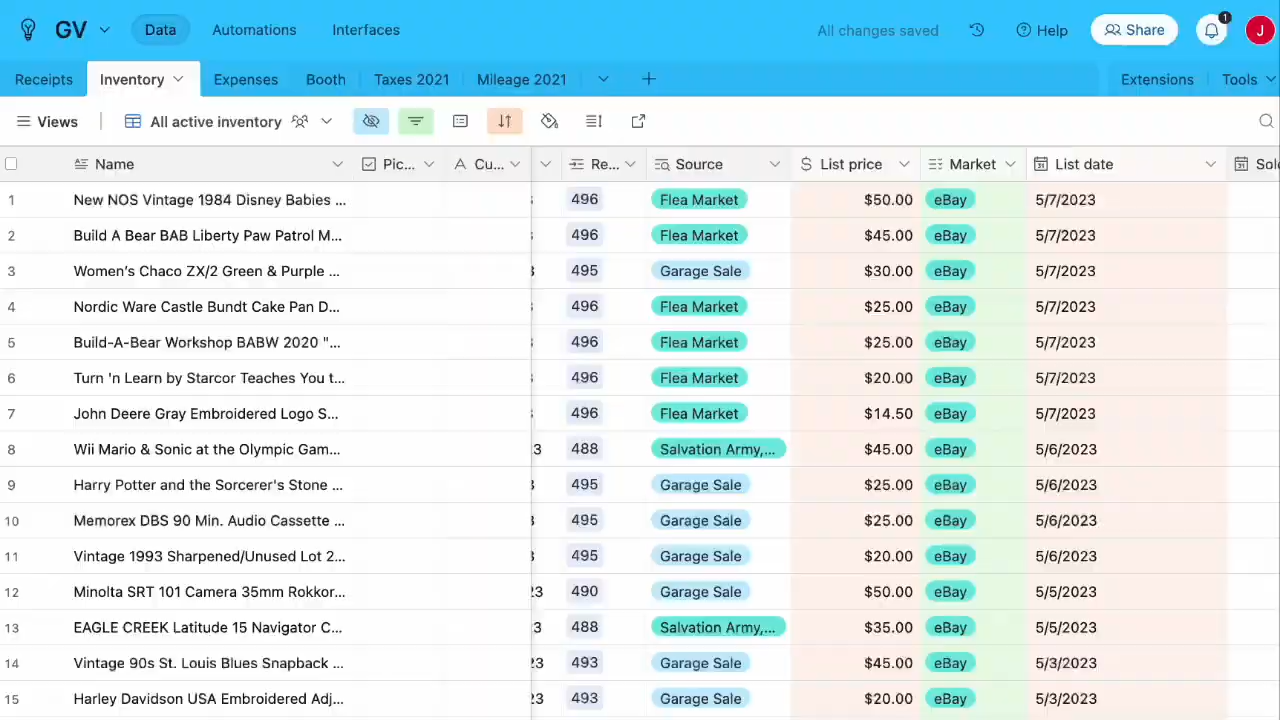 GV Data Automations Interfaces All changes saved Help Share 1 J
Receipts Inventory Expenses Booth Taxes 2021 Mileage 2021 Extensions Tools
Views All active inventory
Name Pic... Cu... Re... Source List price Market List date
1 New NOS Vintage 1984 Disney Babies ... 496 Flea Market $50.00 eBay 5/7/2023
2 Build A Bear BAB Liberty Paw Patrol M... 496 Flea Market $45.00 eBay 5/7/2023
3 Women's Chaco ZX/2 Green & Purple ... 495 Garage Sale $30.00 eBay 5/7/2023
4 Nordic Ware Castle Bundt Cake Pan D... 496 Flea Market $25.00 eBay 5/7/2023
5 Build-A-Bear Workshop BABW 2020 "... 496 Flea Market $25.00 eBay 5/7/2023
6 Turn 'n Learn by Starcor Teaches You t... 496 Flea Market $20.00 eBay 5/7/2023
7 John Deere Gray Embroidered Logo S... 496 Flea Market $14.50 eBay 5/7/2023
8 Wii Mario & Sonic at the Olympic Gam... 3 488 Salvation Army,... $45.00 eBay 5/6/2023
9 Harry Potter and the Sorcerer's Stone ... 495 Garage Sale $25.00 eBay 5/6/2023
10 Memorex DBS 90 Min. Audio Cassette ... 495 Garage Sale $25.00 eBay 5/6/2023
11 Vintage 1993 Sharpened/Unused Lot 2... 495 Garage Sale $20.00 eBay 5/6/2023
12 Minolta SRT 101 Camera 35mm Rokkor... 23 490 Garage Sale $50.00 eBay 5/5/2023
13 EAGLE CREEK Latitude 15 Navigator C... 3 488 Salvation Army,... $35.00 eBay 5/5/2023
14 Vintage 90s St. Louis Blues Snapback ... 23 493 Garage Sale $45.00 eBay 5/3/2023
15 Harley Davidson USA Embroidered Adj... 23 493 Garage Sale $20.00 eBay 5/3/2023